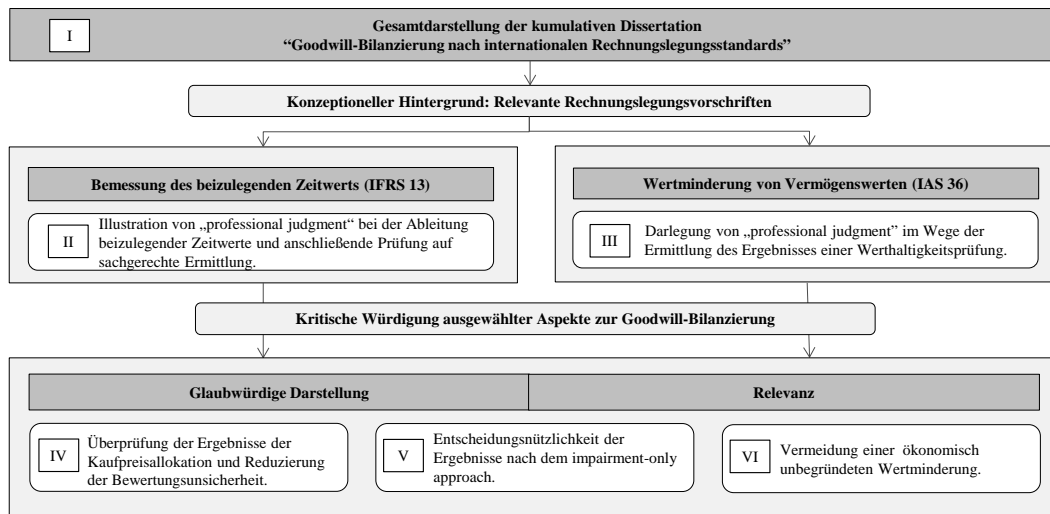 I
Gesamtdarstellung der kumulativen Dissertation
“Goodwill-Bilanzierung nach internationalen Rechnungslegungsstandards”
Konzeptioneller Hintergrund: Relevante Rechnungslegungsvorschriften
Bemessung des beizulegenden Zeitwerts (IFRS 13)
II
Illustration von „professional judgment“ bei der Ableitung
beizulegender Zeitwerte und anschließende Prüfung auf
sachgerechte Ermittlung.
Wertminderung von Vermögenswerten (IAS 36)
III
Darlegung von „professional judgment” im Wege der
Ermittlung des Ergebnisses einer Werthaltigkeitsprüfung.
Kritische Würdigung ausgewählter Aspekte zur Goodwill-Bilanzierung
Glaubwürdige Darstellung
Relevanz
IV
Überprüfung der Ergebnisse der
Kaufpreisallokation und Reduzierung
der Bewertungsunsicherheit.
V
Entscheidungsnützlichkeit der
Ergebnisse nach dem impairment-only
approach.
VI
Vermeidung einer ökonomisch
unbegründeten Wertminderung.